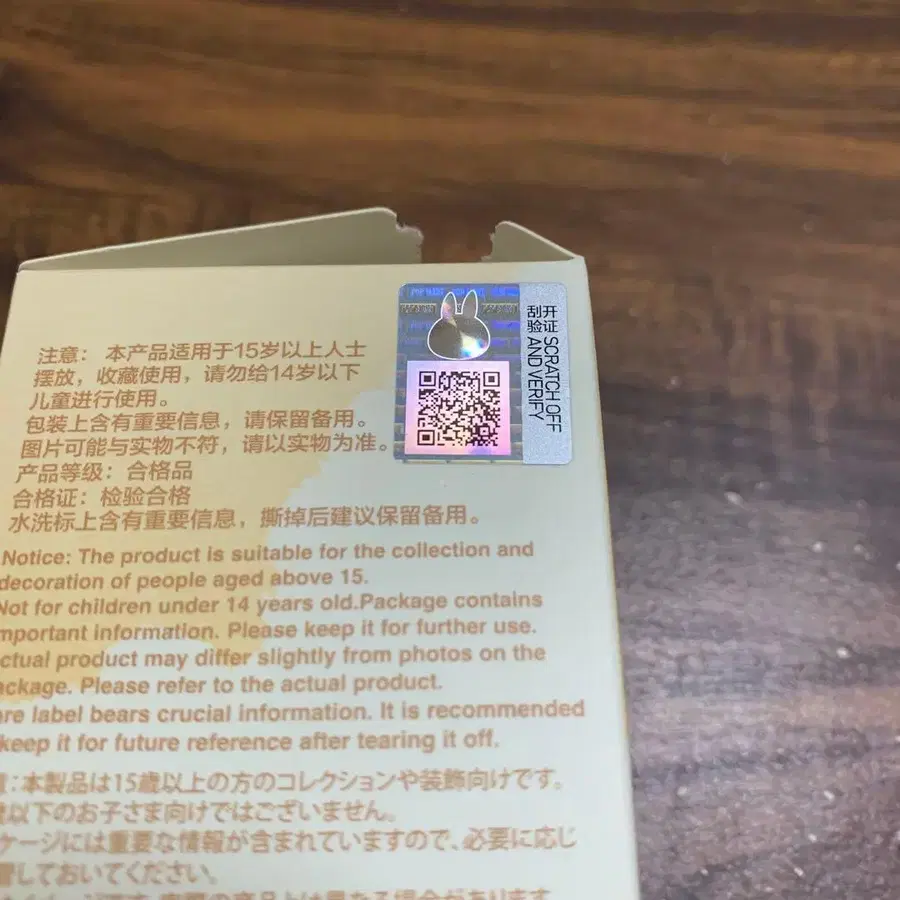 注意：本产品适用于15岁以上人士
摆放，收藏使用，请勿给14岁以下
儿童进行使用。
包装上含有重要信息，请保留备用。
图片可能与实物不符，请以实物为准。
产品等级：合格品
合格证：检验合格
水洗标上含有重要信息，撕掉后建议保留备用。
Notice: The product is suitable for the collection and
decoration of people aged above 15.
Not for children under 14 years old.Package contains
important information. Please keep it for further use.
Actual product may differ slightly from photos on the
package. Please refer to the actual product.
label bears crucial information. It is recommended
keep it for future reference after tearing it off.
本製品は15歳以上の方のコレクションや装飾向けです。
歳以下のお子さま向けではございません。
ケージには重要な情報が含まれていますので、必要に応じ
しておいてください。
POP MART
刮开
验证
SCRATCH OFF
AND VERIFY